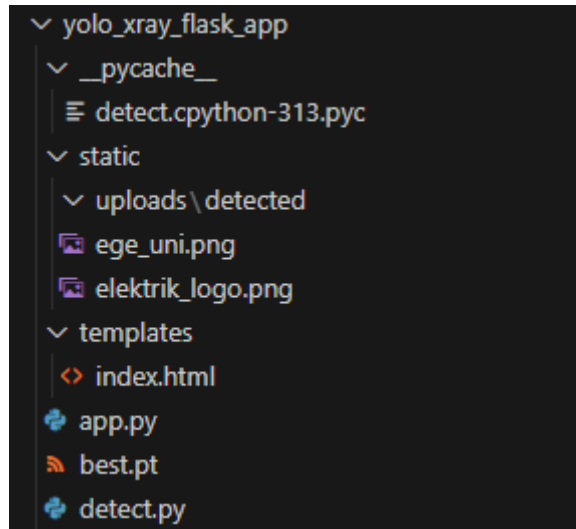 yolo_xray_flask_app
__pycache__
detect.cpython-313.pyc
static
uploads\detected
ege_uni.png
elektrik_logo.png
templates
index.html
app.py
best.pt
detect.py